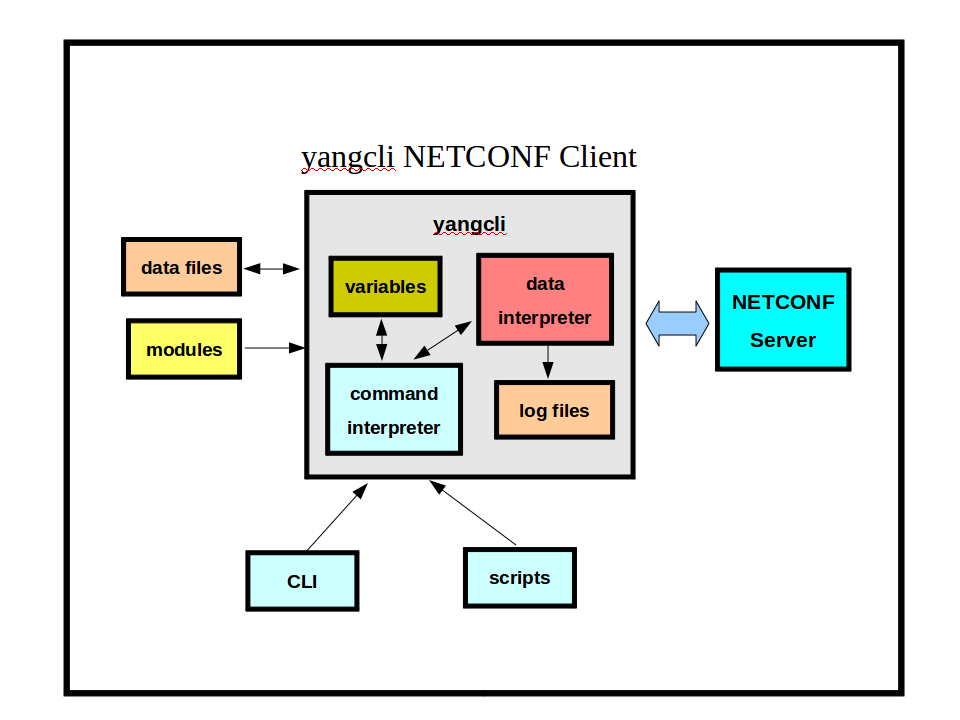 yangcli NETCONF Client
yangcli
data files
variables
data
interpreter
NETCONF
Server
modules
command
interpreter
log files
CLI
scripts